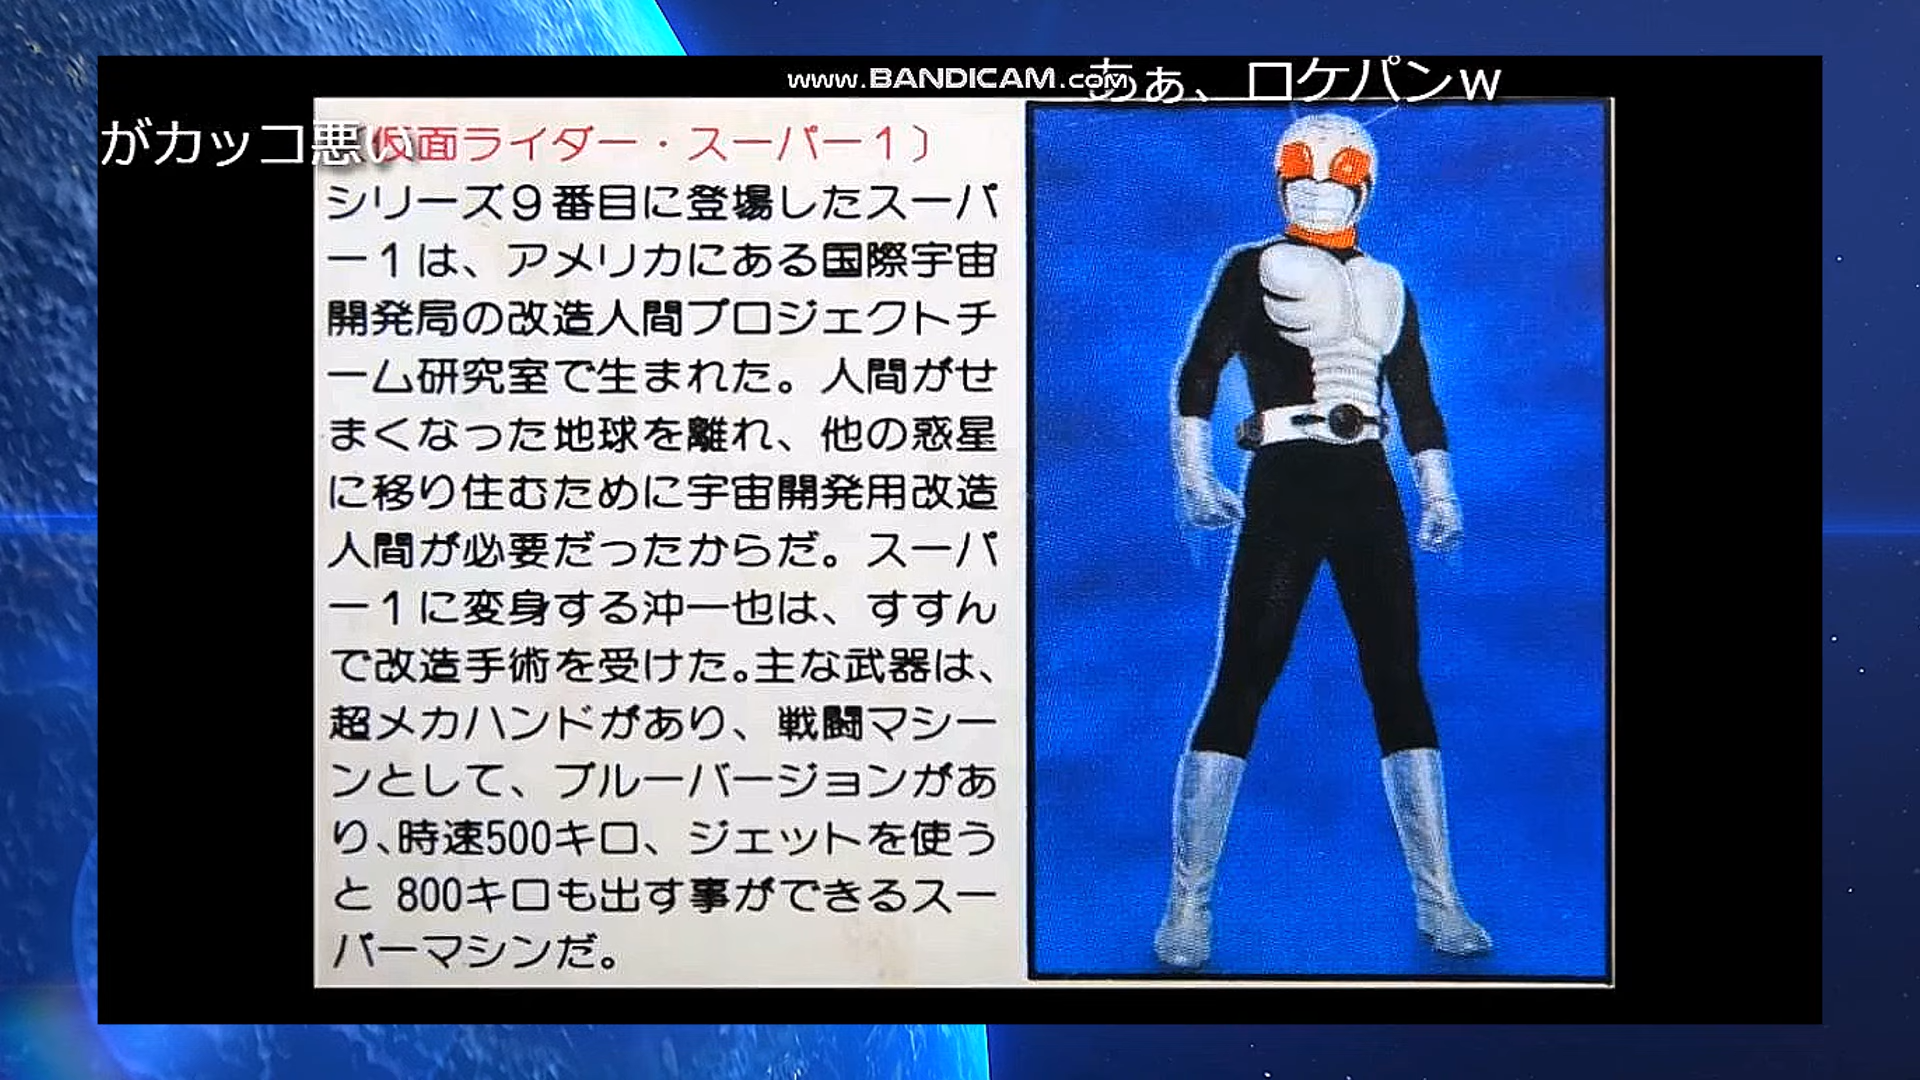 www.BANDICAM.com
あぁ、ロケパンw
がカッコ悪い
仮面ライダー・スーパー１〕
シリーズ９番目に登場したスーパ
ー１は、アメリカにある国際宇宙
開発局の改造人間プロジェクトチ
ーム研究室で生まれた。人間がせ
まくなった地球を離れ、他の惑星
に移り住むために宇宙開発用改造
人間が必要だったからだ。スーパ
ー１に変身する沖一也は、すすん
で改造手術を受けた。主な武器は、
超メカハンドがあり、戦闘マシー
ンとして、ブルーバージョンがあ
り、時速500キロ、ジェットを使う
と 800キロも出す事ができるスー
パーマシンだ。